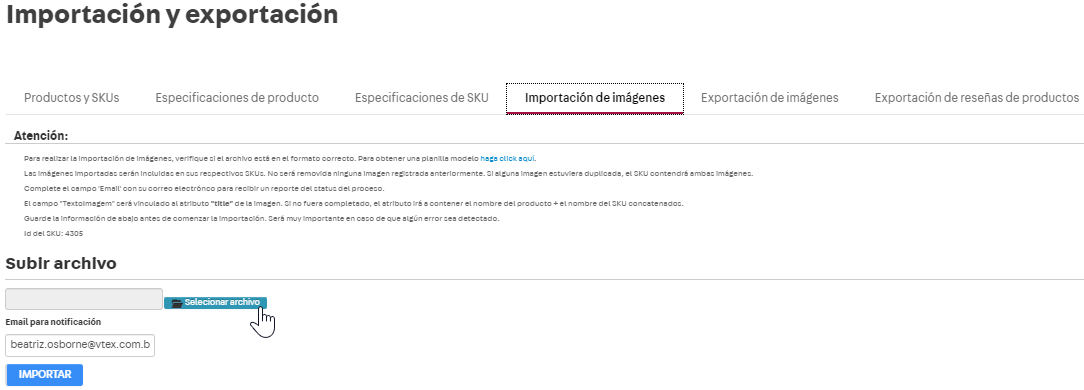 Importación y exportación
Productos y SKUs Especificaciones de producto Especificaciones de SKU Importación de imágenes Exportación de imágenes Exportación de reseñas de productos
Atención:
Para realizar la importación de imágenes, verifique si el archivo está en el formato correcto. Para obtener una planilla modelo haga click aquí.
Las imágenes importadas serán incluidas en sus respectivos SKUs. No será removida ninguna imagen registrada anteriormente. Si alguna imagen estuviera duplicada, el SKU contendrá ambas imágenes.
Complete el campo 'Email' con su correo electrónco para recibir un reporte del status del proceso.
El campo "TextoImagem" será vinculado al atributo "title" de la imagen. Si no fuera completado, el atributo irá a contener el nombre del producto + el nombre del SKU concatenados.
Guarde la información de abajo antes de comenzar la importación. Será muy importante en caso de que algún error sea detectado.
Id del SKU: 4305
Subir archivo
Selecionar archivo
Email para notificación
beatriz.osborne@vtex.com.b
IMPORTAR